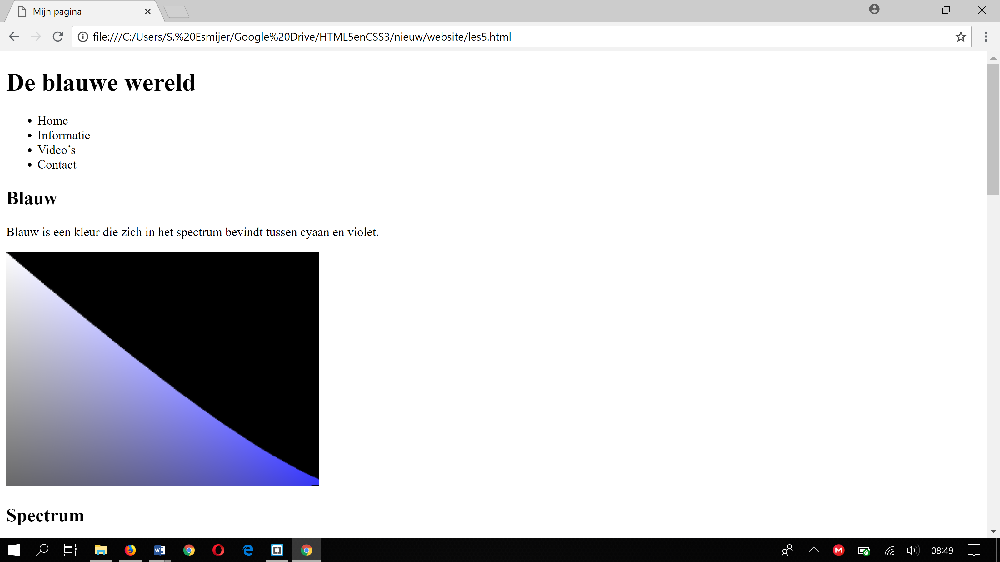 Mijn pagina
file:///C:/Users/S.%20Esmijer/Google%20Drive/HTML5enCSS3/nieuw/website/les5.html
De blauwe wereld
Home
Informatie
Video’s
Contact
Blauw
Blauw is een kleur die zich in het spectrum bevindt tussen cyaan en violet.
Spectrum
08:49